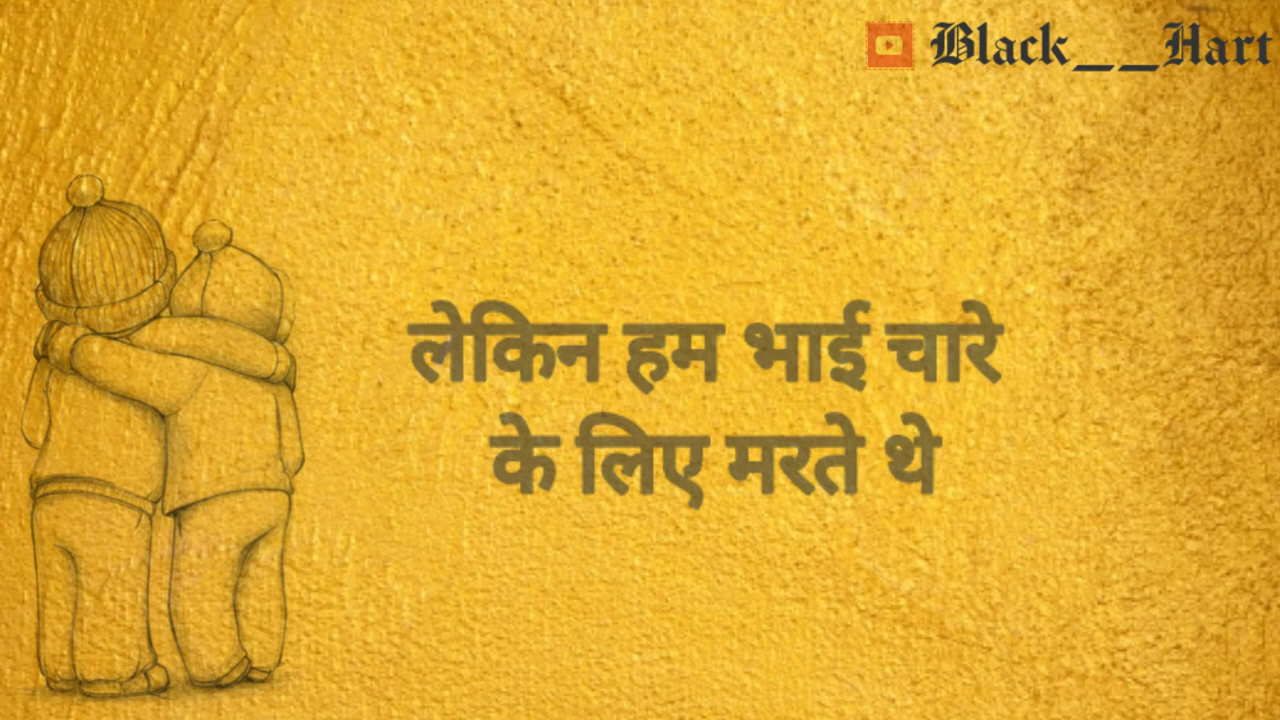 Black__Hart
लेकिन हम भाई चारे
के लिए मरते थे